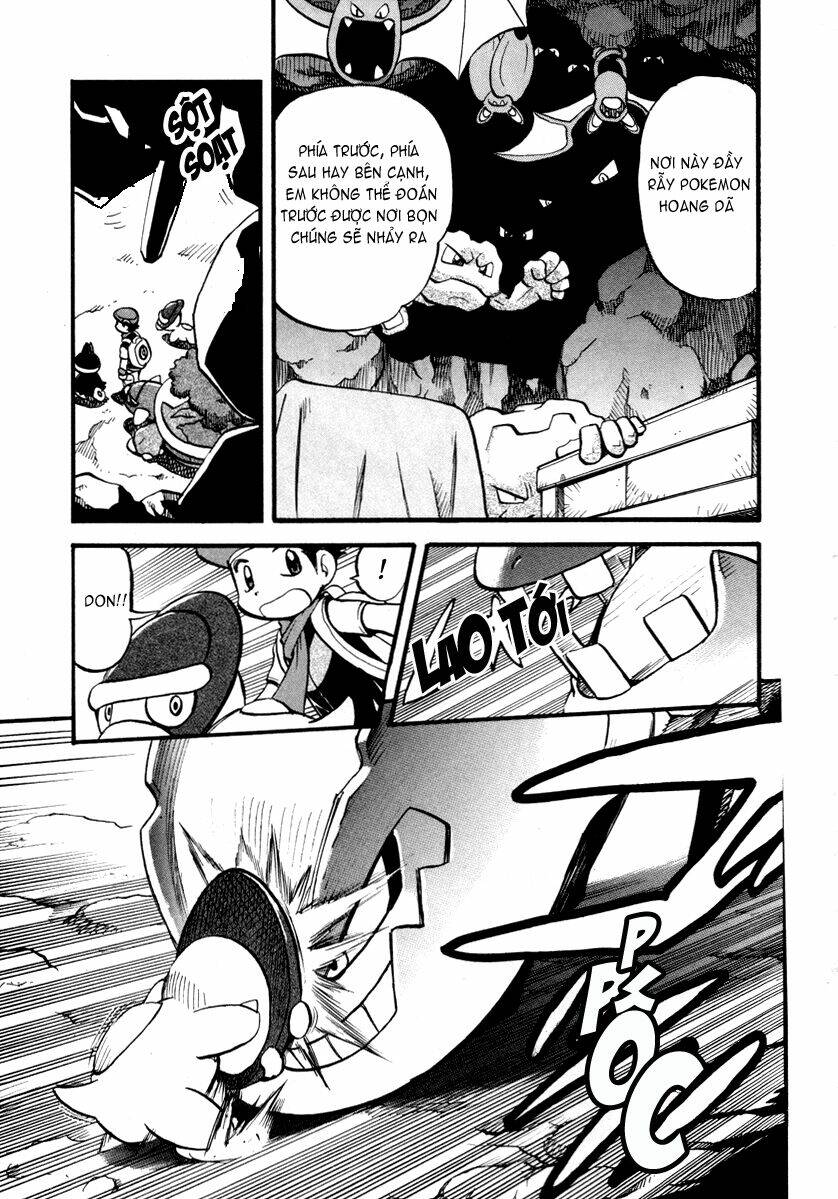 NƠI NÀY ĐẦY
RẪY POKEMON
HOANG DÃ
PHÍA TRƯỚC, PHÍA
SAU HAY BÊN CẠNH,
EM KHÔNG THỂ ĐOÁN
TRƯỚC ĐƯỢC NƠI BỌN
CHÚNG SẼ NHẢY RA
SỘT
SOẠT
LAO TỚI
!
DON!!